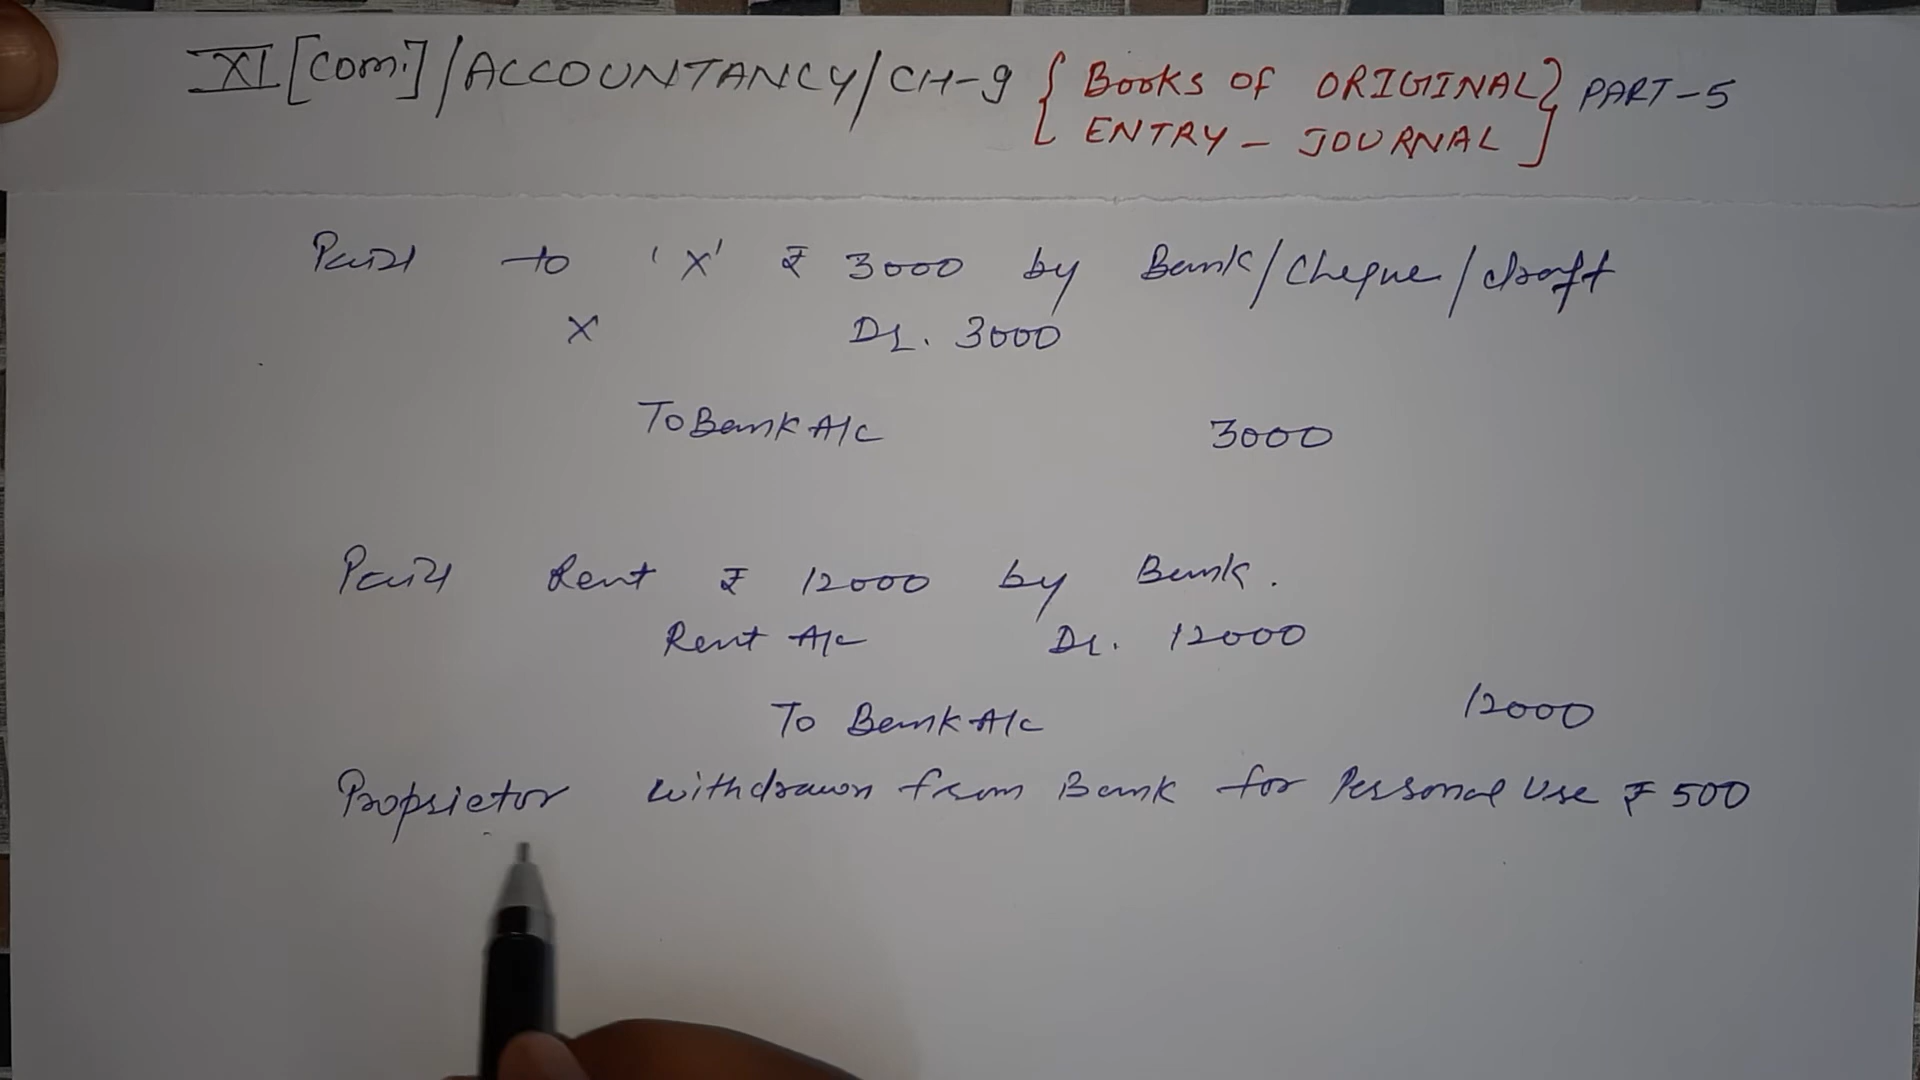 XI [Com.] / ACCOUNTANCY / CH-9 { BOOKS OF ORIGINAL ENTRY - JOURNAL } PART-5
Paid to 'X' ₹ 3000 by Bank/Cheque/draft
X Dr. 3000
To Bank A/c 3000
Paid Rent ₹ 12000 by Bank.
Rent A/c Dr. 12000
To Bank A/c 12000
Proprietor withdrawn from Bank for Personal Use ₹ 500